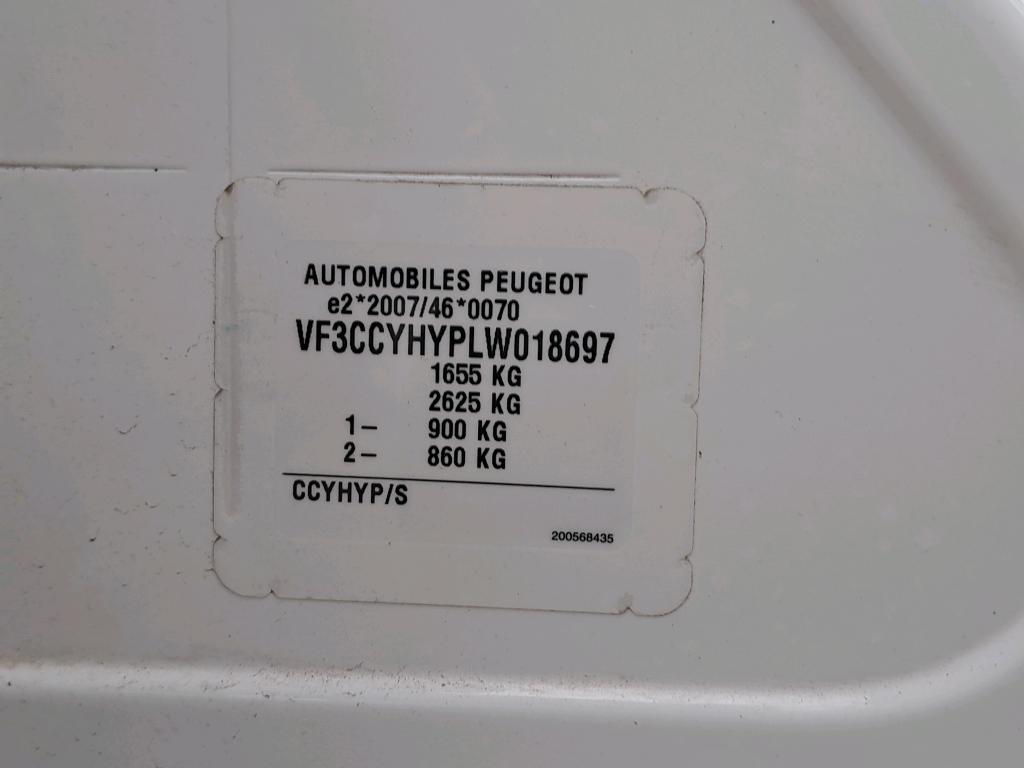 AUTOMOBILES PEUGEOT
e2*2007/46*0070
VF3CCYHYPLW018697
1655 KG
2625 KG
1- 900 KG
2- 860 KG
CCYHYP/S
200568435